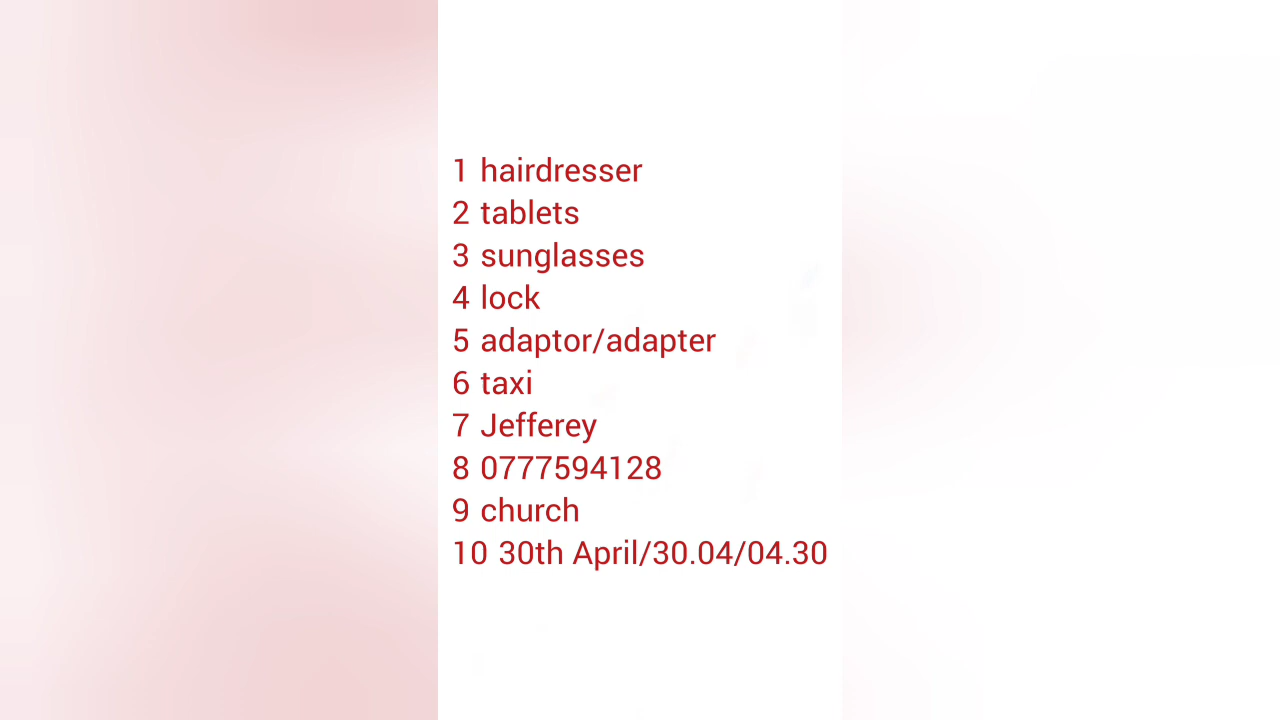 1 hairdresser
2 tablets
3 sunglasses
4 lock
5 adaptor/adapter
6 taxi
7 Jefferey
8 0777594128
9 church
10 30th April/30.04/04.30